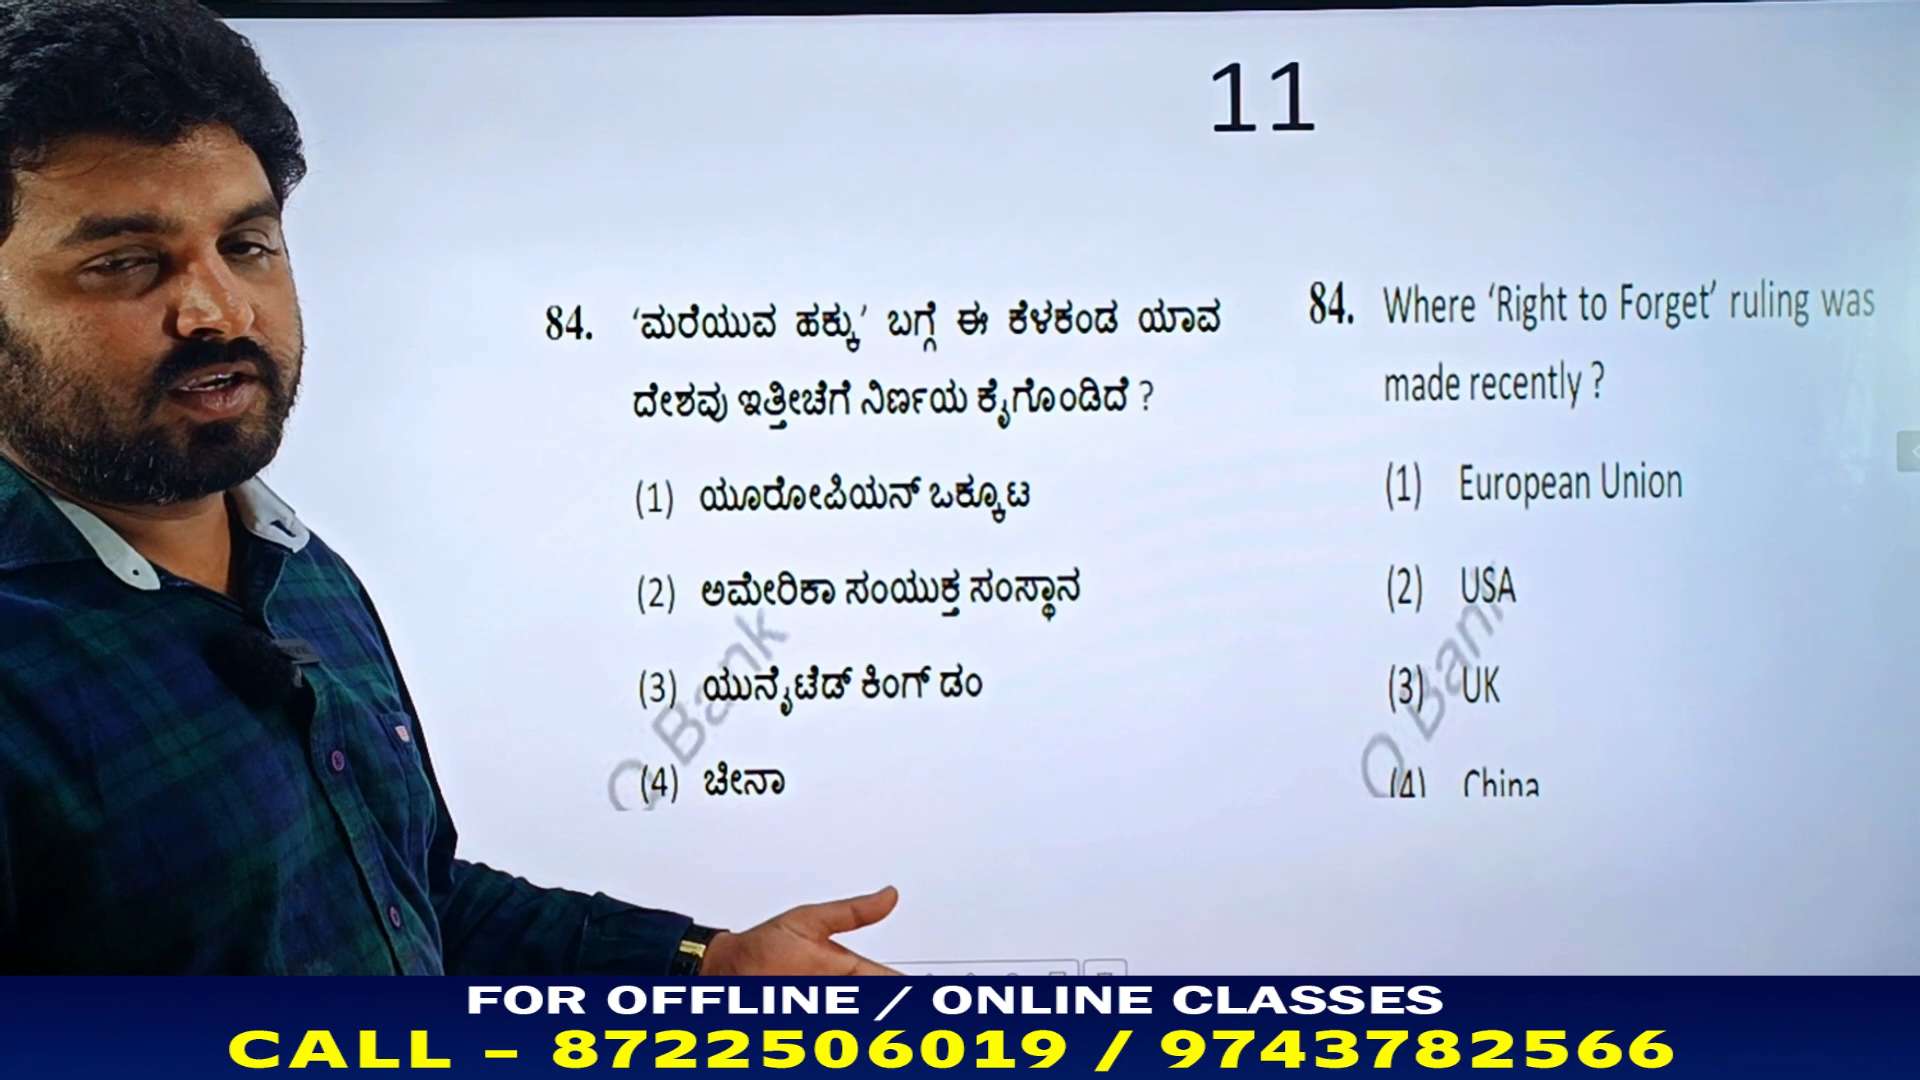 11
84. ‘ಮರೆಯುವ ಹಕ್ಕು’ ಬಗ್ಗೆ ಈ ಕೆಳಕಂಡ ಯಾವ
ದೇಶವು ಇತ್ತೀಚೆಗೆ ನಿರ್ಣಯ ಕೈಗೊಂಡಿದೆ ?
(1) ಯೂರೋಪಿಯನ್ ಒಕ್ಕೂಟ
(2) ಅಮೇರಿಕಾ ಸಂಯುಕ್ತ ಸಂಸ್ಥಾನ
(3) ಯುನೈಟೆಡ್ ಕಿಂಗ್ ಡಂ
(4) ಚೀನಾ
Q Bank
84. Where ‘Right to Forget’ ruling was
made recently ?
(1) European Union
(2) USA
(3) UK
(4) China
Q Bank
FOR OFFLINE / ONLINE CLASSES
CALL – 8722506019 / 9743782566